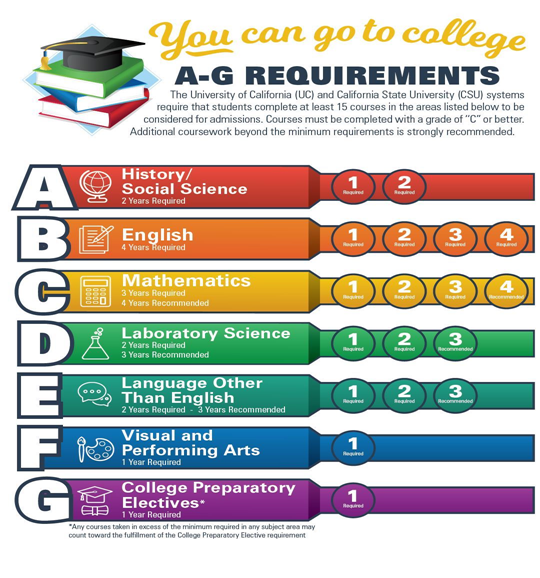 You can go to college
A-G REQUIREMENTS
The University of California (UC) and California State University (CSU) systems
require that students complete at least 15 courses in the areas listed below to be
considered for admissions. Courses must be completed with a grade of "C" or better.
Additional coursework beyond the minimum requirements is strongly recommended.
A
History/
Social Science
2 Years Required
1 Required
2 Required
B
English
4 Years Required
1 Required
2 Required
3 Required
4 Required
C
Mathematics
3 Years Required
4 Years Recommended
1 Required
2 Required
3 Required
4 Recommended
D
Laboratory Science
2 Years Required
3 Years Recommended
1 Required
2 Required
3 Recommended
E
Language Other
Than English
2 Years Required - 3 Years Recommended
1 Required
2 Required
3 Recommended
F
Visual and
Performing Arts
1 Year Required
1 Required
G
College Preparatory
Electives*
1 Year Required
1 Required
*Any courses taken in excess of the minimum required in any subject area may
count toward the fulfillment of the College Preparatory Elective requirement